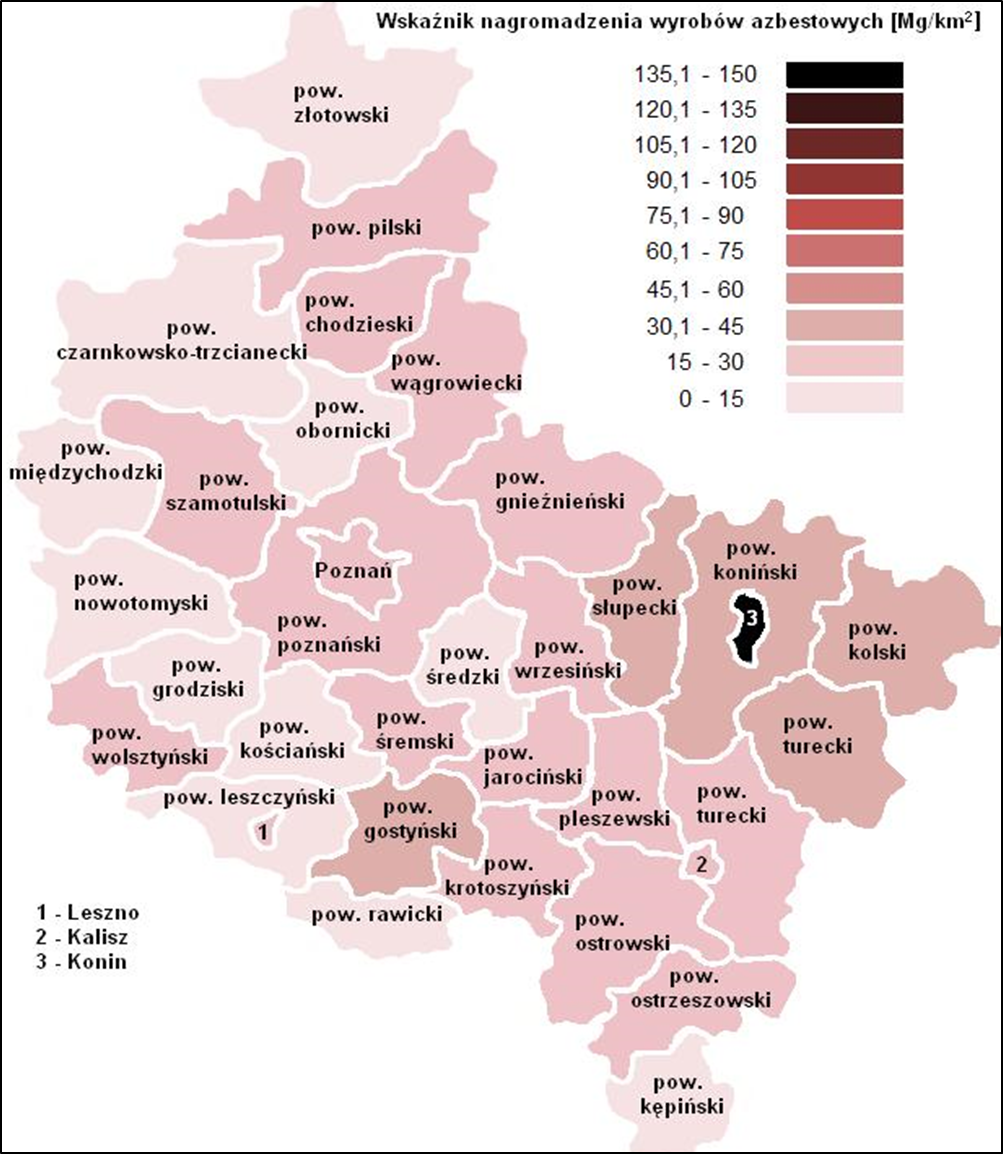 Wskaźnik nagromadzenia wyrobów azbestowych [Mg/km²]
135,1 - 150
120,1 - 135
105,1 - 120
90,1 - 105
75,1 - 90
60,1 - 75
45,1 - 60
30,1 - 45
15 - 30
0 - 15
pow.
złotowski
pow. pilski
pow.
chodzieski
pow.
czarnkowsko-trzcianecki
pow.
wągrowiecki
pow.
obornicki
pow.
międzychodzki
pow.
szamotulski
pow.
gnieźnieński
pow.
koniński
Poznań
pow.
nowotomyski
pow.
słupecki
3
pow.
poznański
pow.
kolski
pow.
średzki
pow.
wrzesiński
pow.
grodziski
pow.
wolsztyński
pow.
kościański
pow.
śremski
pow.
turecki
pow.
jarociński
pow. leszczyński
1
pow.
gostyński
pow.
pleszewski
pow.
turecki
2
pow.
krotoszyński
pow. rawicki
pow.
ostrowski
pow.
ostrzeszowski
pow.
kępiński
1 - Leszno
2 - Kalisz
3 - Konin